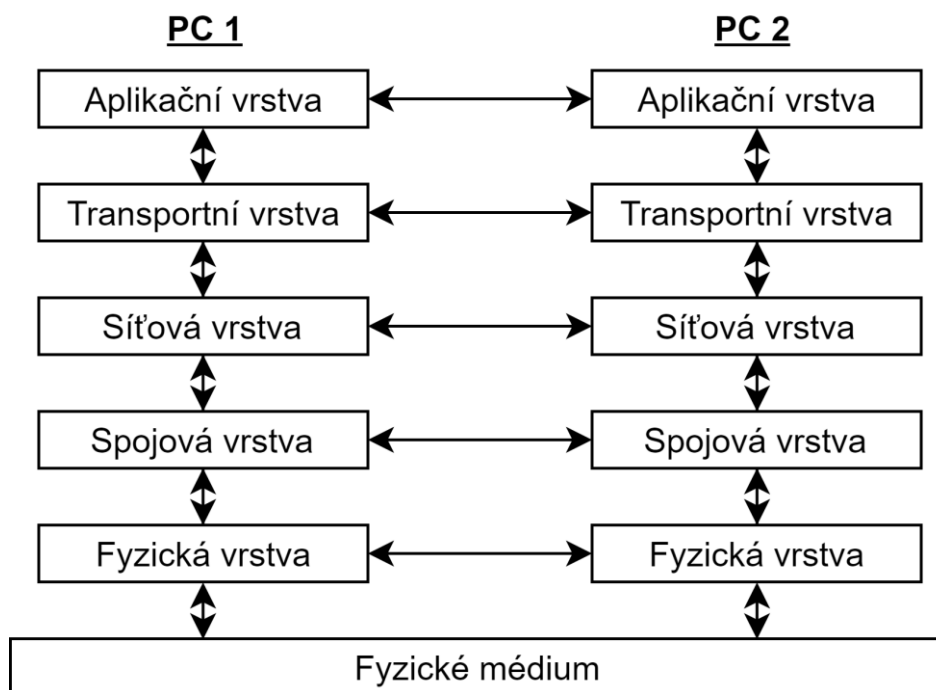 PC 1
PC 2
Aplikační vrstva
Aplikační vrstva
Transportní vrstva
Transportní vrstva
Síťová vrstva
Síťová vrstva
Spojová vrstva
Spojová vrstva
Fyzická vrstva
Fyzická vrstva
Fyzické médium